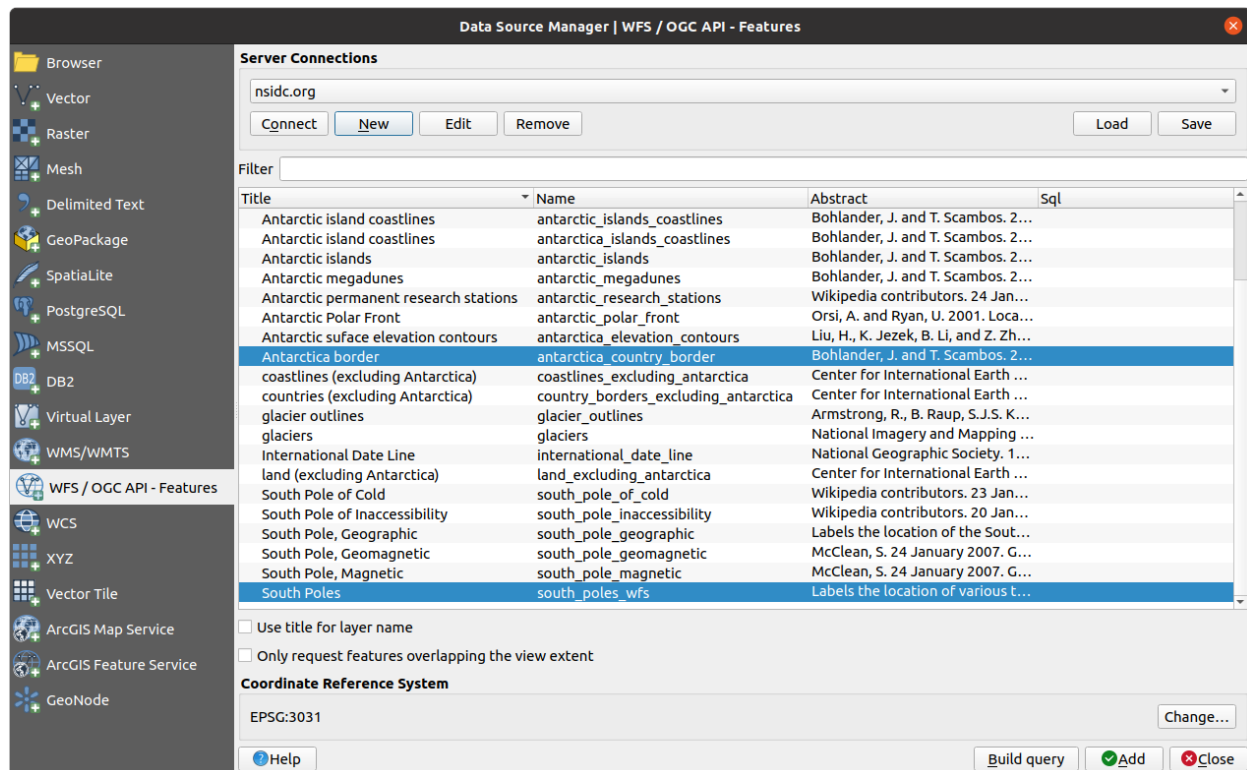 Data Source Manager | WFS / OGC API - Features
Browser
Vector
Raster
Mesh
Delimited Text
GeoPackage
SpatiaLite
PostgreSQL
MSSQL
DB2 DB2
Virtual Layer
WMS/WMTS
WFS / OGC API - Features
WCS
XYZ
Vector Tile
ArcGIS Map Service
ArcGIS Feature Service
GeoNode
Server Connections
nsidc.org
Connect New Edit Remove Load Save
Filter
Title Name Abstract Sql
Antarctic island coastlines antarctic_islands_coastlines Bohlander, J. and T. Scambos. 2...
Antarctic island coastlines antarctica_islands_coastlines Bohlander, J. and T. Scambos. 2...
Antarctic islands antarctic_islands Bohlander, J. and T. Scambos. 2...
Antarctic megadunes antarctic_megadunes Bohlander, J. and T. Scambos. 2...
Antarctic permanent research stations antarctic_research_stations Wikipedia contributors. 24 Jan...
Antarctic Polar Front antarctic_polar_front Orsi, A. and Ryan, U. 2001. Loca...
Antarctic suface elevation contours antarctica_elevation_contours Liu, H., K. Jezek, B. Li, and Z. Zh...
Antarctica border antarctica_country_border Bohlander, J. and T. Scambos. 2...
coastlines (excluding Antarctica) coastlines_excluding_antarctica Center for International Earth ...
countries (excluding Antarctica) country_borders_excluding_antarctica Center for International Earth ...
glacier outlines glacier_outlines Armstrong, R., B. Raup, S.J.S. K...
glaciers glaciers National Imagery and Mapping ...
International Date Line international_date_line National Geographic Society. 1...
land (excluding Antarctica) land_excluding_antarctica Center for International Earth ...
South Pole of Cold south_pole_of_cold Wikipedia contributors. 23 Jan...
South Pole of Inaccessibility south_pole_inaccessibility Wikipedia contributors. 20 Jan...
South Pole, Geographic south_pole_geographic Labels the location of the Sout...
South Pole, Geomagnetic south_pole_geomagnetic McClean, S. 24 January 2007. G...
South Pole, Magnetic south_pole_magnetic McClean, S. 24 January 2007. G...
South Poles south_poles_wfs Labels the location of various t...
Use title for layer name
Only request features overlapping the view extent
Coordinate Reference System
EPSG:3031 Change...
Help Build query Add Close